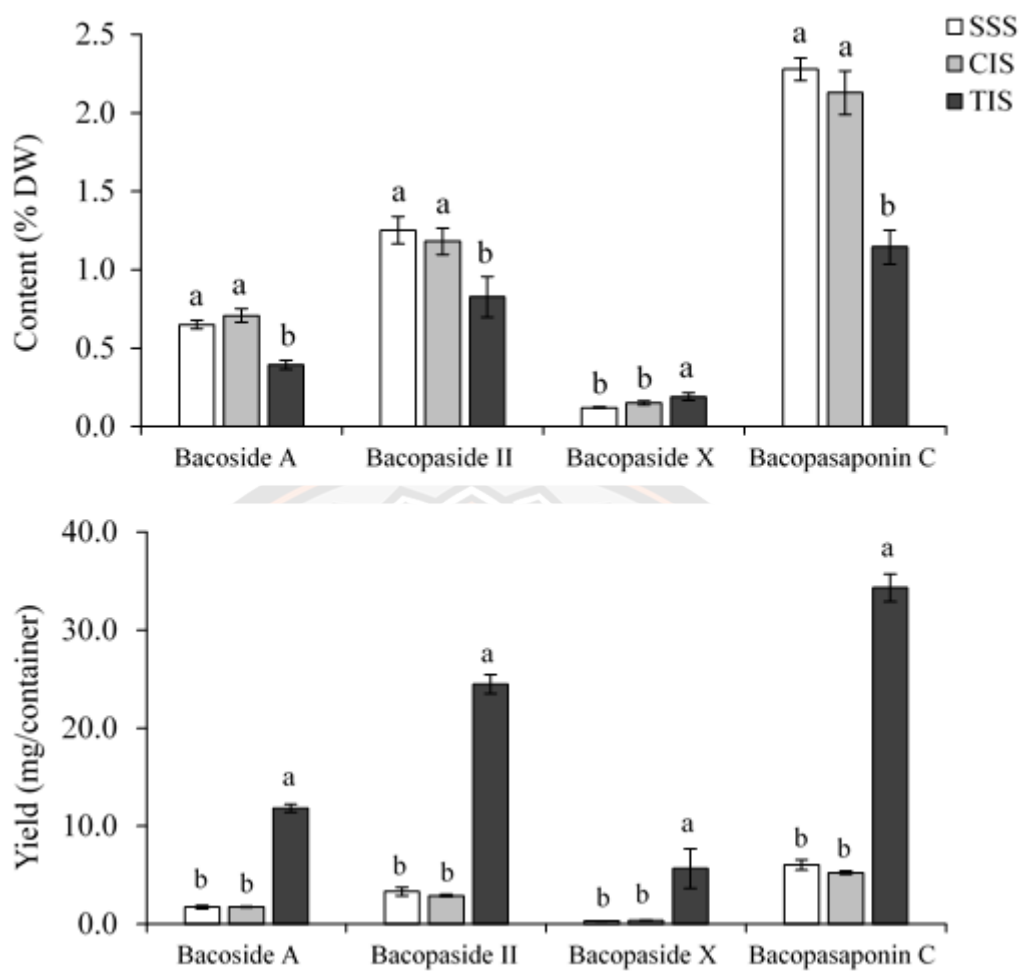 2.5
2.0
1.5
1.0
0.5
0.0
Content (% DW)
SSS
CIS
TIS
a a b
a a b
b b a
a a b
Bacoside A Bacopaside II Bacopaside X Bacopasaponin C
40.0
30.0
20.0
10.0
0.0
Yield (mg/container)
b b a
b b a
b b a
b b a
Bacoside A Bacopaside II Bacopaside X Bacopasaponin C